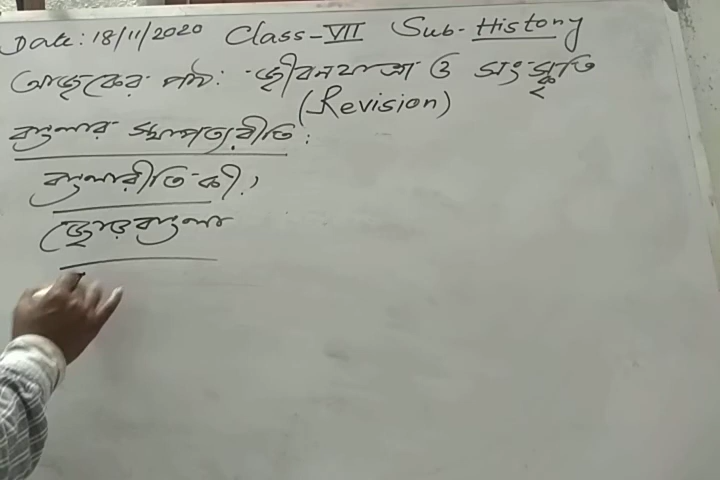 Date: 18/11/2020 Class-VII Sub-History
আজকের পাঠ: জীবনযাত্রা ও সংস্কৃতি
(Revision)
বাংলার স্থাপত্যরীতি:
বাংলারীতি কী?
জোড়বাংলা